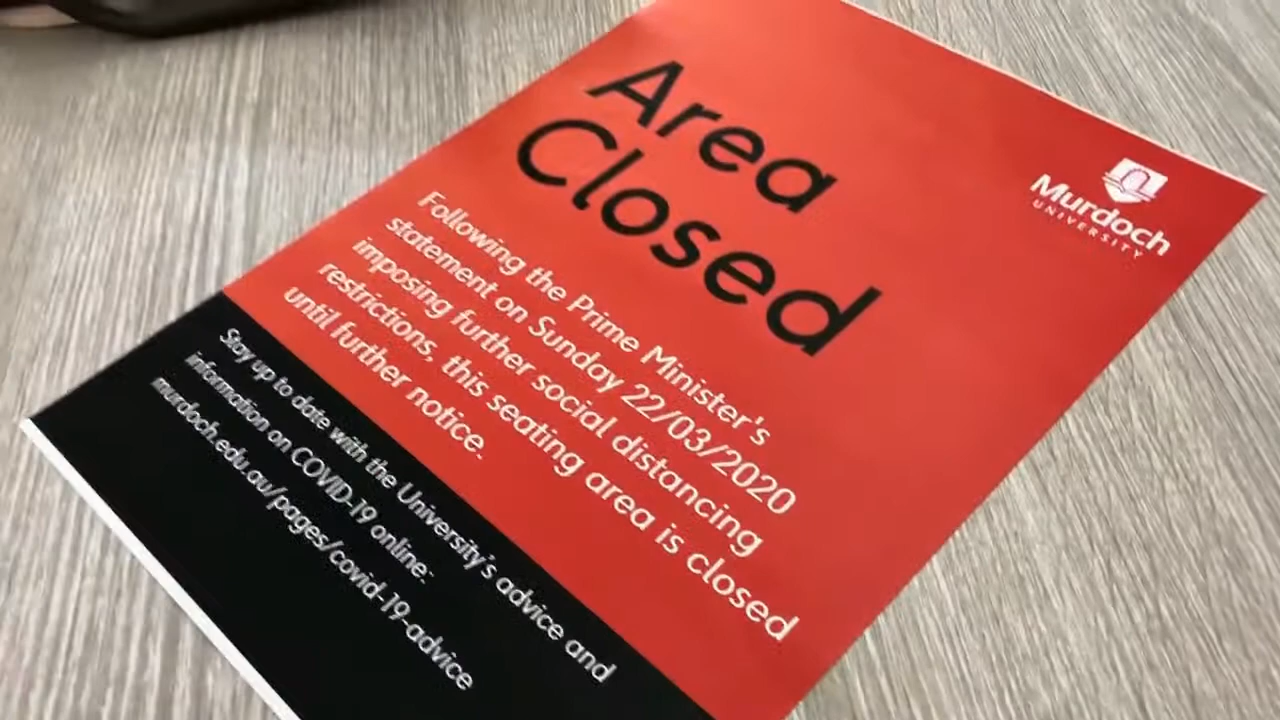 Murdoch
UNIVERSITY
Area
Closed
Following the Prime Minister's
statement on Sunday 22/03/2020
imposing further social distancing
restrictions, this seating area is closed
until further notice.
Stay up to date with the University's advice and
information on COVID-19 online:
murdoch.edu.au/pages/covid-19-advice